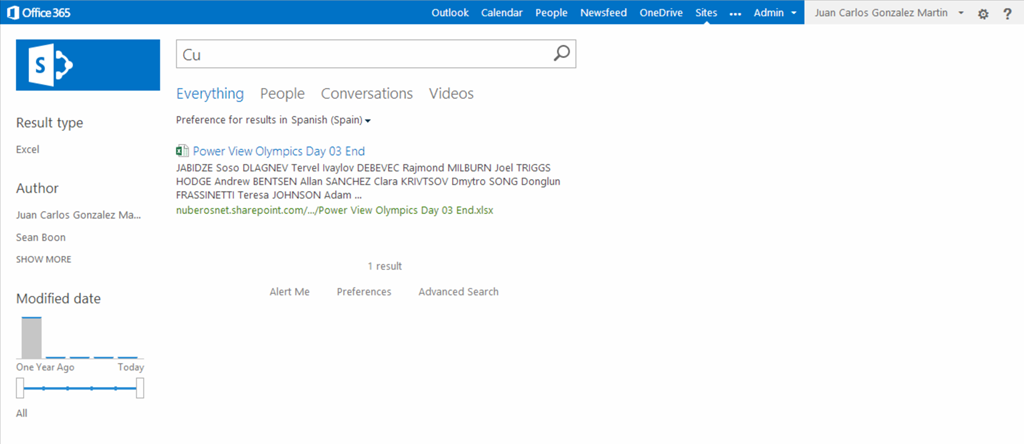 Office 365
Outlook Calendar People Newsfeed OneDrive Sites ••• Admin Juan Carlos Gonzalez Martin ?
S
Cu
Everything People Conversations Videos
Preference for results in Spanish (Spain)
Result type
Excel
Author
Juan Carlos Gonzalez Ma...
Sean Boon
SHOW MORE
Modified date
One Year Ago Today
All
Power View Olympics Day 03 End
JABIDZE Soso DLAGNEV Tervel Ivaylov DEBEVEC Rajmond MILBURN Joel TRIGGS
HODGE Andrew BENTSEN Allan SANCHEZ Clara KRIVTSOV Dmytro SONG Donglun
FRASSINETTI Teresa JOHNSON Adam ...
nuberosnet.sharepoint.com/.../Power View Olympics Day 03 End.xlsx
1 result
Alert Me Preferences Advanced Search